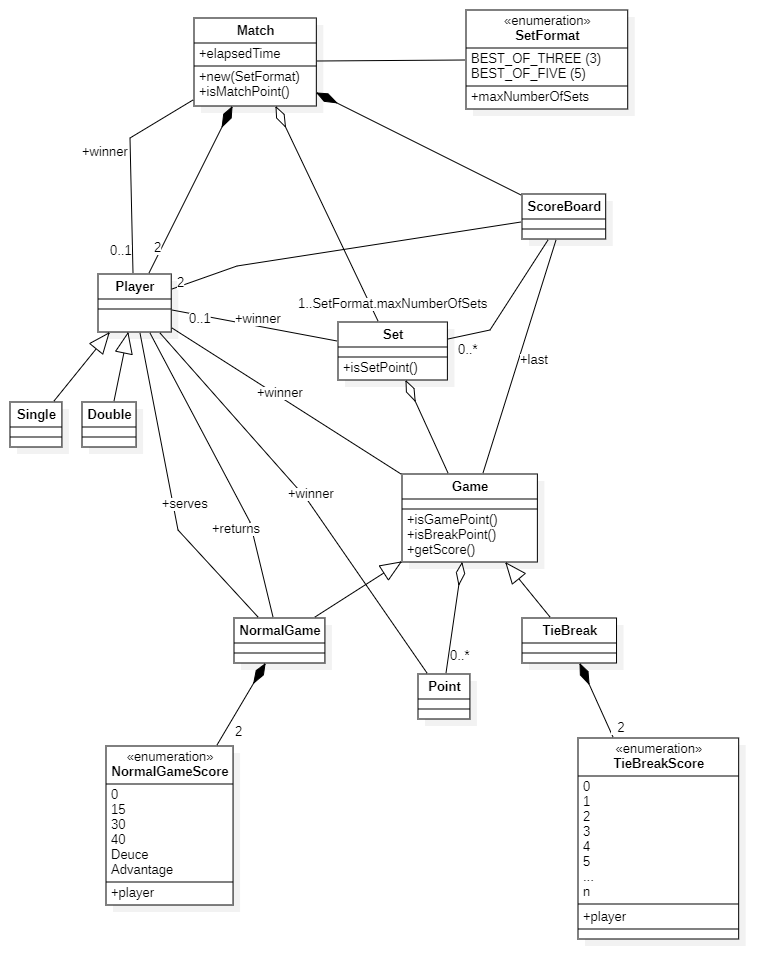 Match
+elapsedTime
+new(SetFormat)
+isMatchPoint()
«enumeration»
SetFormat
BEST_OF_THREE (3)
BEST_OF_FIVE (5)
+maxNumberOfSets
+winner
ScoreBoard
0..1
2
Player
2
1..SetFormat.maxNumberOfSets
0..1
+winner
Set
+isSetPoint()
0..*
+last
+winner
Single
Double
Game
+isGamePoint()
+isBreakPoint()
+getScore()
+winner
+serves
+returns
NormalGame
TieBreak
0..*
Point
2
2
«enumeration»
NormalGameScore
0
15
30
40
Deuce
Advantage
+player
«enumeration»
TieBreakScore
0
1
2
3
4
5
...
n
+player